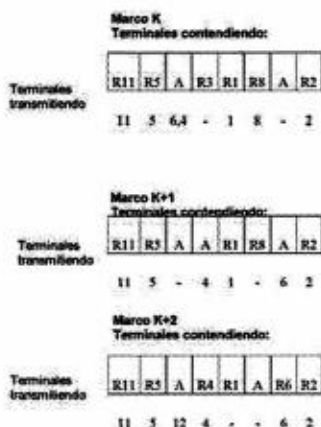 Marco K
Terminales contendiendo:
R11 R5 A R3 R1 R8 A R2
Terminales
transmitiendo
11 5 6,4 - 1 8 - 2
Marco K+1
Terminales contendiendo:
R11 R5 A A R1 R8 A R2
Terminales
transmitiendo
11 5 - 4 1 - 6 2
Marco K+2
Terminales contendiendo:
R11 R5 A R4 R1 A R6 R2
Terminales
transmitiendo
11 5 12 4 - - 6 2